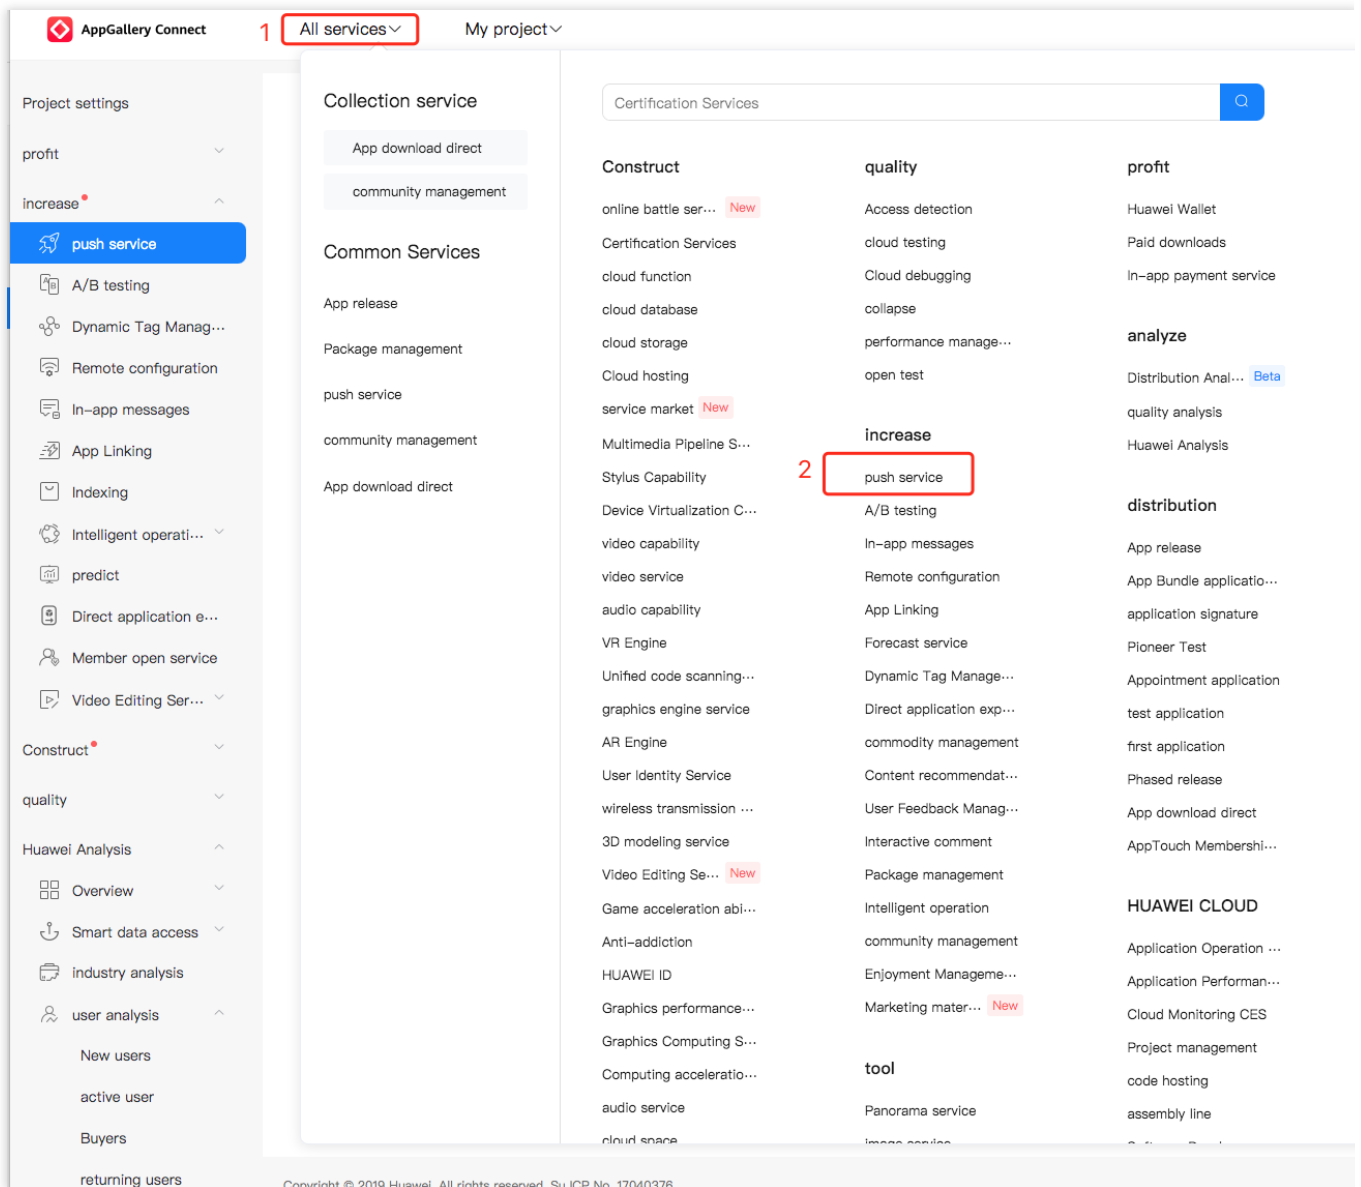 AppGallery Connect
1
All services
My project
Project settings
profit
increase
push service
A/B testing
Dynamic Tag Manag···
Remote configuration
In-app messages
App Linking
Indexing
Intelligent operati···
predict
Direct application e···
Member open service
Video Editing Ser···
Construct
quality
Huawei Analysis
Overview
Smart data access
industry analysis
user analysis
New users
active user
Buyers
returning users
Collection service
App download direct
community management
Common Services
App release
Package management
push service
community management
App download direct
Certification Services
Construct
online battle ser··· New
Certification Services
cloud function
cloud database
cloud storage
Cloud hosting
service market New
Multimedia Pipeline S···
Stylus Capability
Device Virtualization C···
video capability
video service
audio capability
VR Engine
Unified code scanning···
graphics engine service
AR Engine
User Identity Service
wireless transmission ···
3D modeling service
Video Editing Se··· New
Game acceleration abi···
Anti-addiction
HUAWEI ID
Graphics performance···
Graphics Computing S···
Computing acceleratio···
audio service
cloud space
quality
Access detection
cloud testing
Cloud debugging
collapse
performance manage···
open test
increase
2
push service
A/B testing
In-app messages
Remote configuration
App Linking
Forecast service
Dynamic Tag Manage···
Direct application exp···
commodity management
Content recommendat···
User Feedback Manag···
Interactive comment
Package management
Intelligent operation
community management
Enjoyment Manageme···
Marketing mater··· New
tool
Panorama service
image service
profit
Huawei Wallet
Paid downloads
In-app payment service
analyze
Distribution Anal··· Beta
quality analysis
Huawei Analysis
distribution
App release
App Bundle applicatio···
application signature
Pioneer Test
Appointment application
test application
first application
Phased release
App download direct
AppTouch Membershi···
HUAWEI CLOUD
Application Operation ···
Application Performan···
Cloud Monitoring CES
Project management
code hosting
assembly line
Copyright © 2019 Huawei. All rights reserved. Su ICP No. 17040376